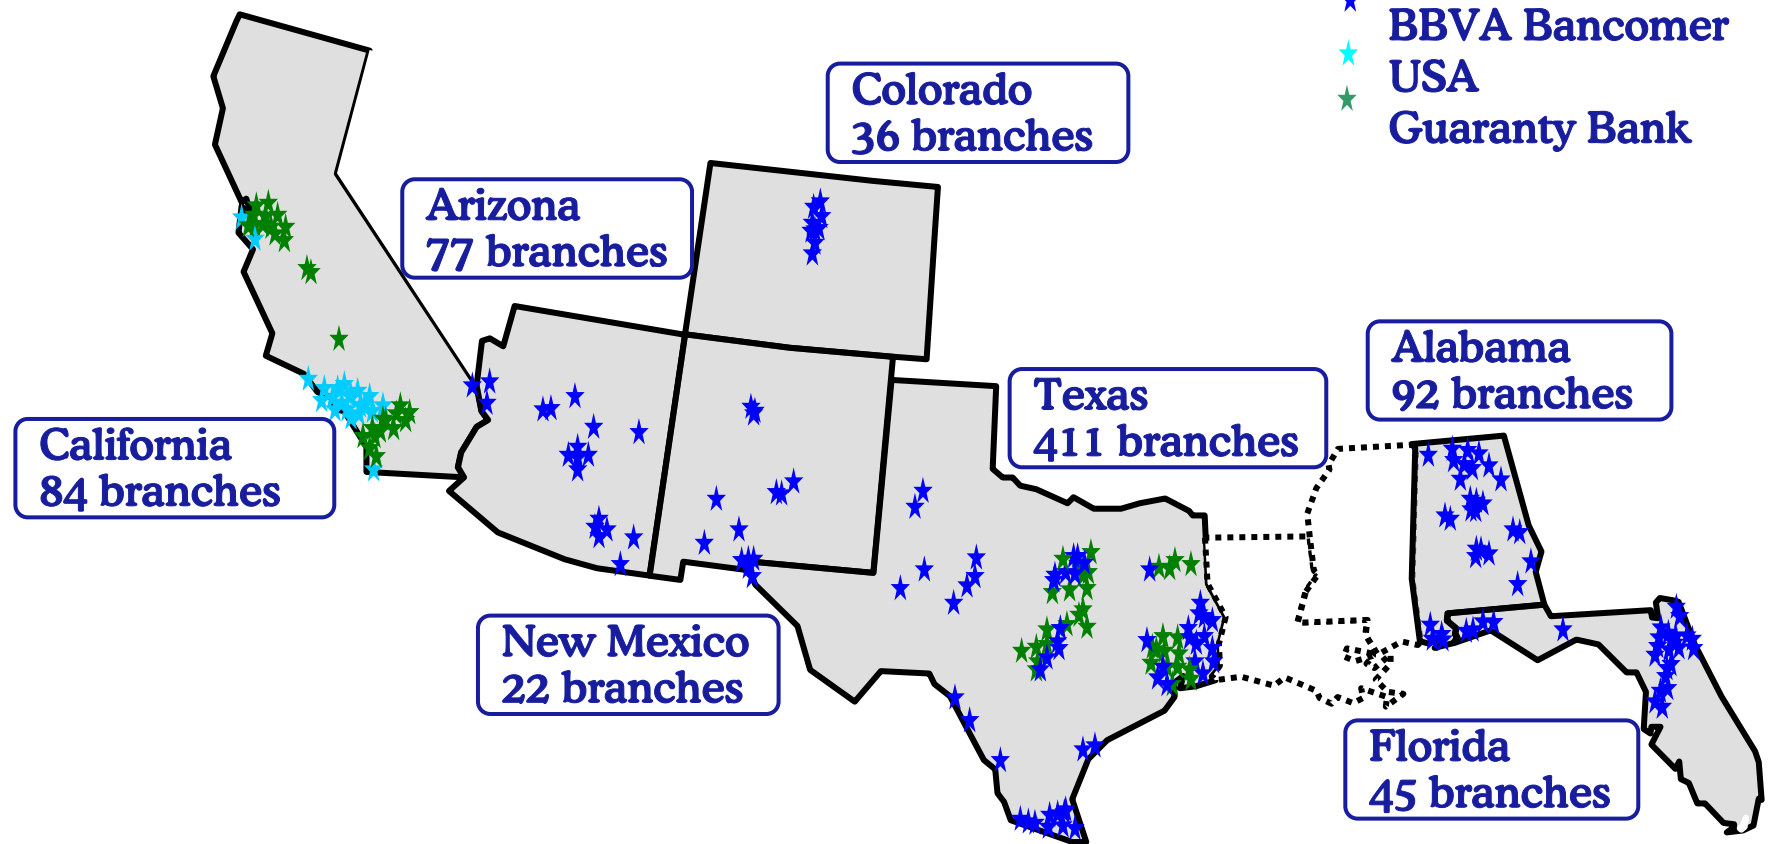 BBVA Bancomer
USA
Guaranty Bank
Colorado
36 branches
Arizona
77 branches
Alabama
92 branches
Texas
411 branches
California
84 branches
New Mexico
22 branches
Florida
45 branches